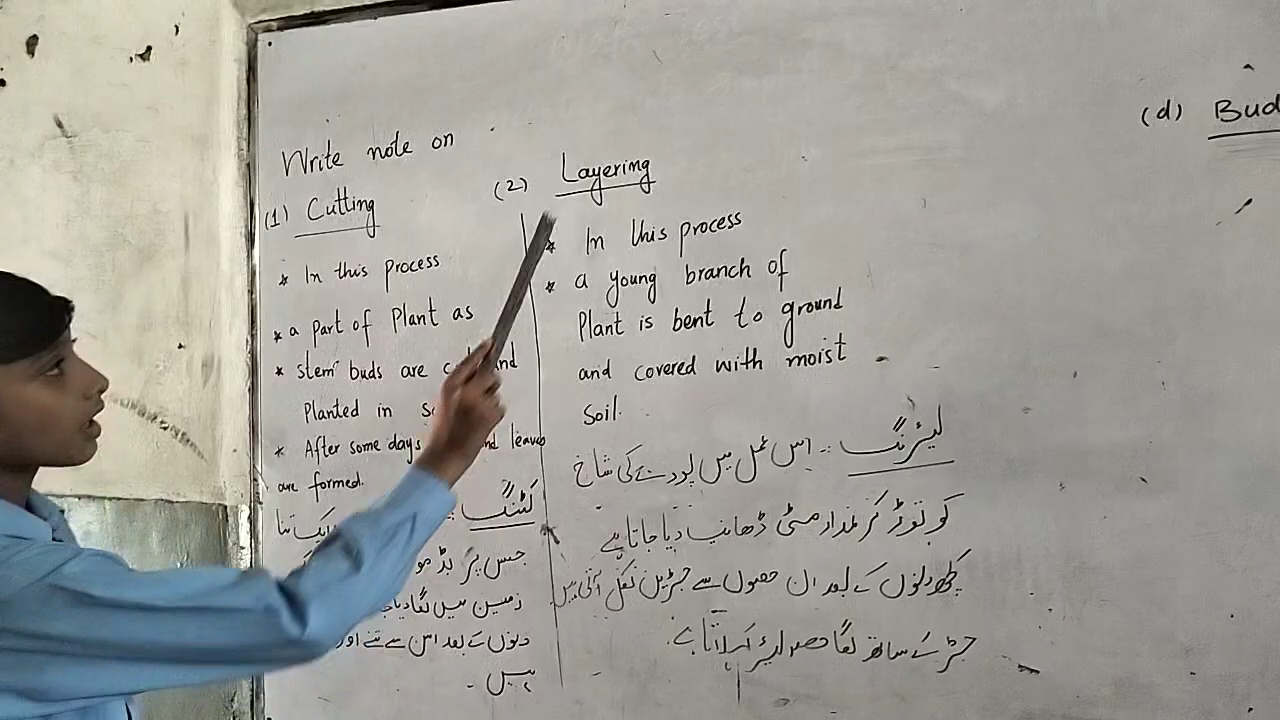 Write note on
(1) Cutting
* In this process
* a part of Plant as
* stem buds are and
Planted in
* After some days leaves
are formed.
کٹنگ ایک تنا
جس پر بڈ
زمین میں لگا دیا
دنوں کے بعد اس سے تنے اور
ہیں -
(2) Layering
* In this process
* a young branch of
Plant is bent to ground
and covered with moist
Soil.
لیئرنگ :- اس عمل میں پودے کی شاخ
کو توڑ کر نمدار مٹی ڈھانپ دیا جاتا ہے
کچھ دنوں کے بعد ان حصوں سے جڑیں نکل آتی ہیں
جڑ کے ساتھ لگا حصہ لیئر کہلاتا ہے.
(d) Bud